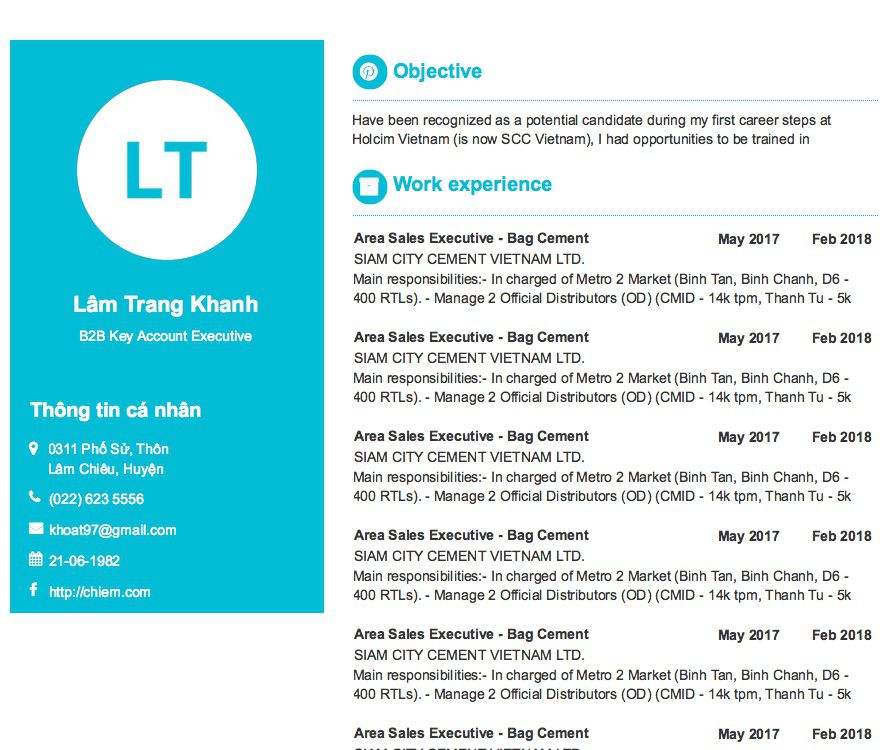 LT
Lâm Trang Khanh
B2B Key Account Executive
Thông tin cá nhân
0311 Phố Sử, Thôn
Lâm Chiêu, Huyện
(022) 623 5556
khoat97@gmail.com
21-06-1982
http://chiem.com
Objective
Have been recognized as a potential candidate during my first career steps at
Holcim Vietnam (is now SCC Vietnam), I had opportunities to be trained in
Work experience
Area Sales Executive - Bag Cement May 2017 Feb 2018
SIAM CITY CEMENT VIETNAM LTD.
Main responsibilities:- In charged of Metro 2 Market (Binh Tan, Binh Chanh, D6 -
400 RTLs). - Manage 2 Official Distributors (OD) (CMID - 14k tpm, Thanh Tu - 5k
Area Sales Executive - Bag Cement May 2017 Feb 2018
SIAM CITY CEMENT VIETNAM LTD.
Main responsibilities:- In charged of Metro 2 Market (Binh Tan, Binh Chanh, D6 -
400 RTLs). - Manage 2 Official Distributors (OD) (CMID - 14k tpm, Thanh Tu - 5k
Area Sales Executive - Bag Cement May 2017 Feb 2018
SIAM CITY CEMENT VIETNAM LTD.
Main responsibilities:- In charged of Metro 2 Market (Binh Tan, Binh Chanh, D6 -
400 RTLs). - Manage 2 Official Distributors (OD) (CMID - 14k tpm, Thanh Tu - 5k
Area Sales Executive - Bag Cement May 2017 Feb 2018
SIAM CITY CEMENT VIETNAM LTD.
Main responsibilities:- In charged of Metro 2 Market (Binh Tan, Binh Chanh, D6 -
400 RTLs). - Manage 2 Official Distributors (OD) (CMID - 14k tpm, Thanh Tu - 5k
Area Sales Executive - Bag Cement May 2017 Feb 2018
SIAM CITY CEMENT VIETNAM LTD.
Main responsibilities:- In charged of Metro 2 Market (Binh Tan, Binh Chanh, D6 -
400 RTLs). - Manage 2 Official Distributors (OD) (CMID - 14k tpm, Thanh Tu - 5k
Area Sales Executive - Bag Cement May 2017 Feb 2018